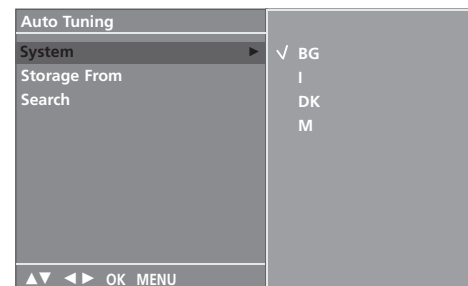 Auto Tuning
System ►
Storage From
Search
√ BG
I
DK
M
▲▼ ◄► OK MENU